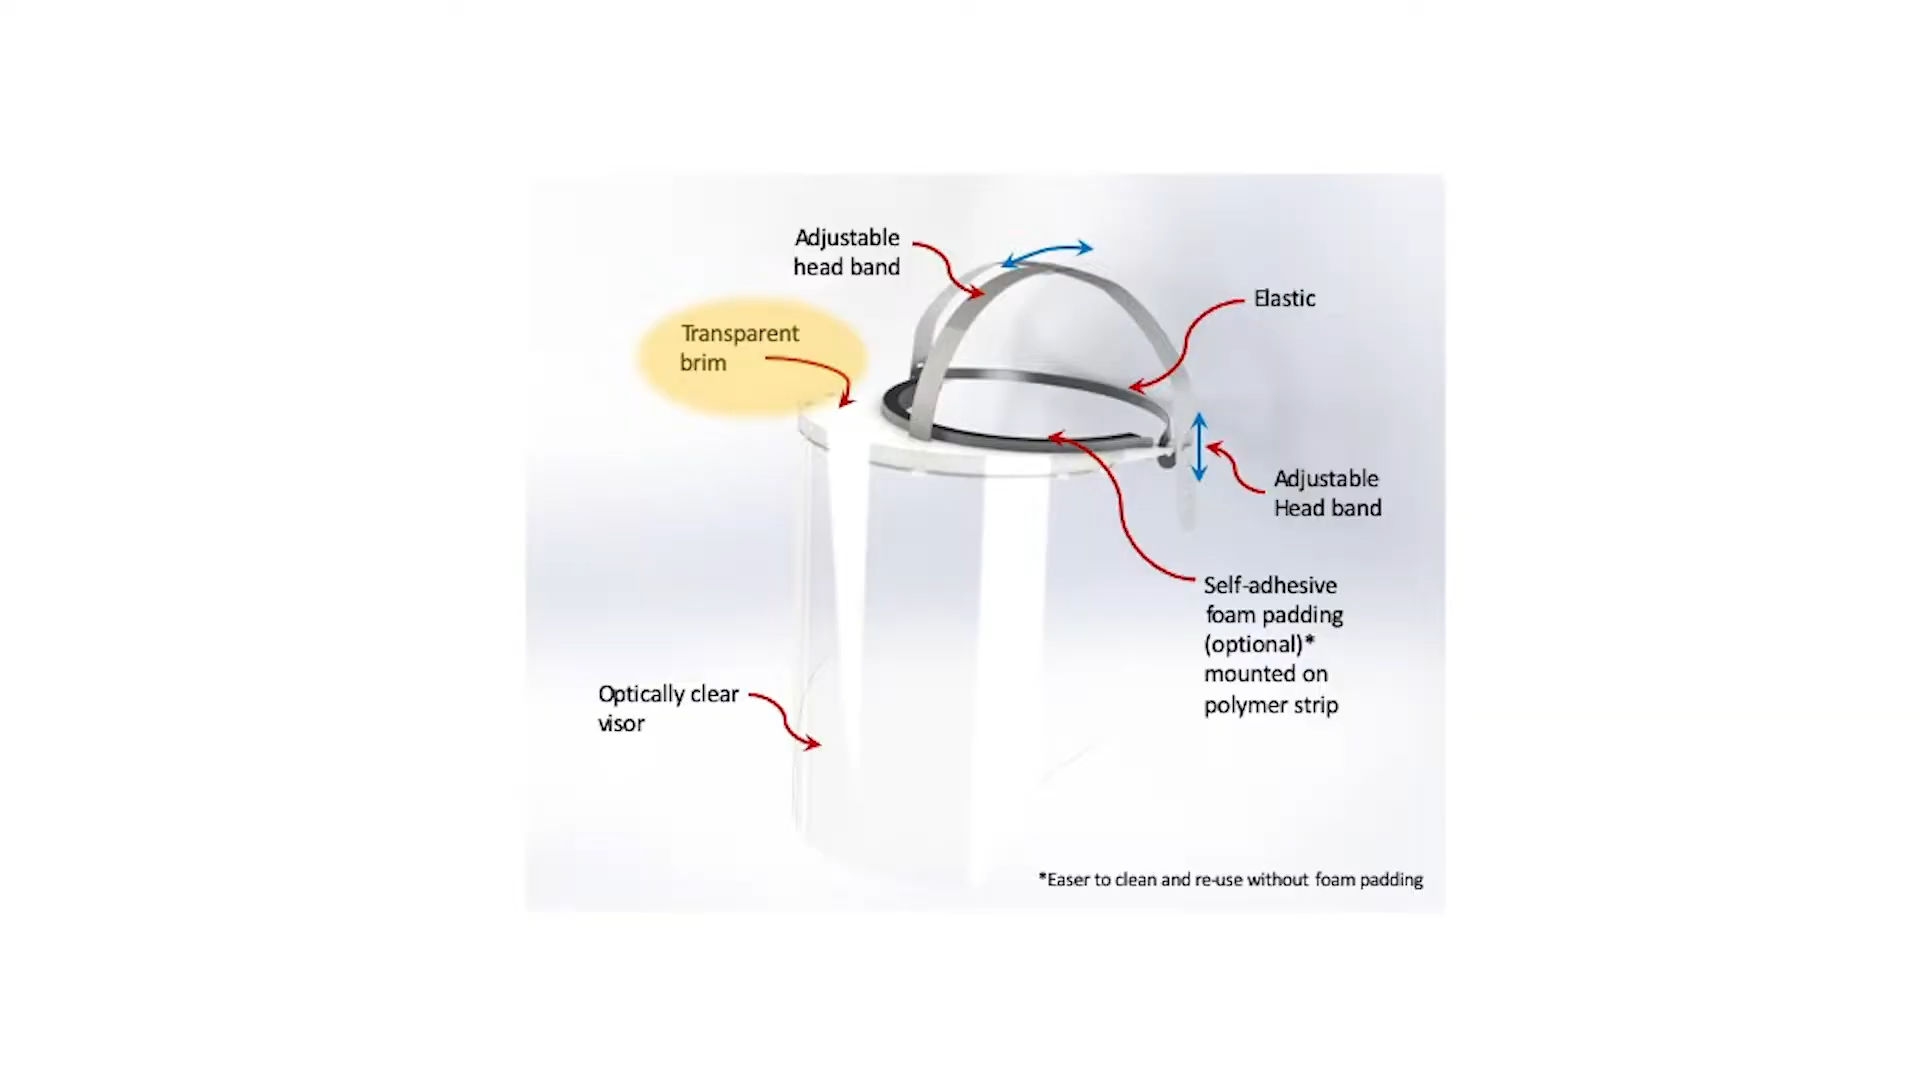 Adjustable
head band
Elastic
Transparent
brim
Adjustable
Head band
Self-adhesive
foam padding
(optional)*
mounted on
polymer strip
Optically clear
visor
*Easer to clean and re-use without foam padding